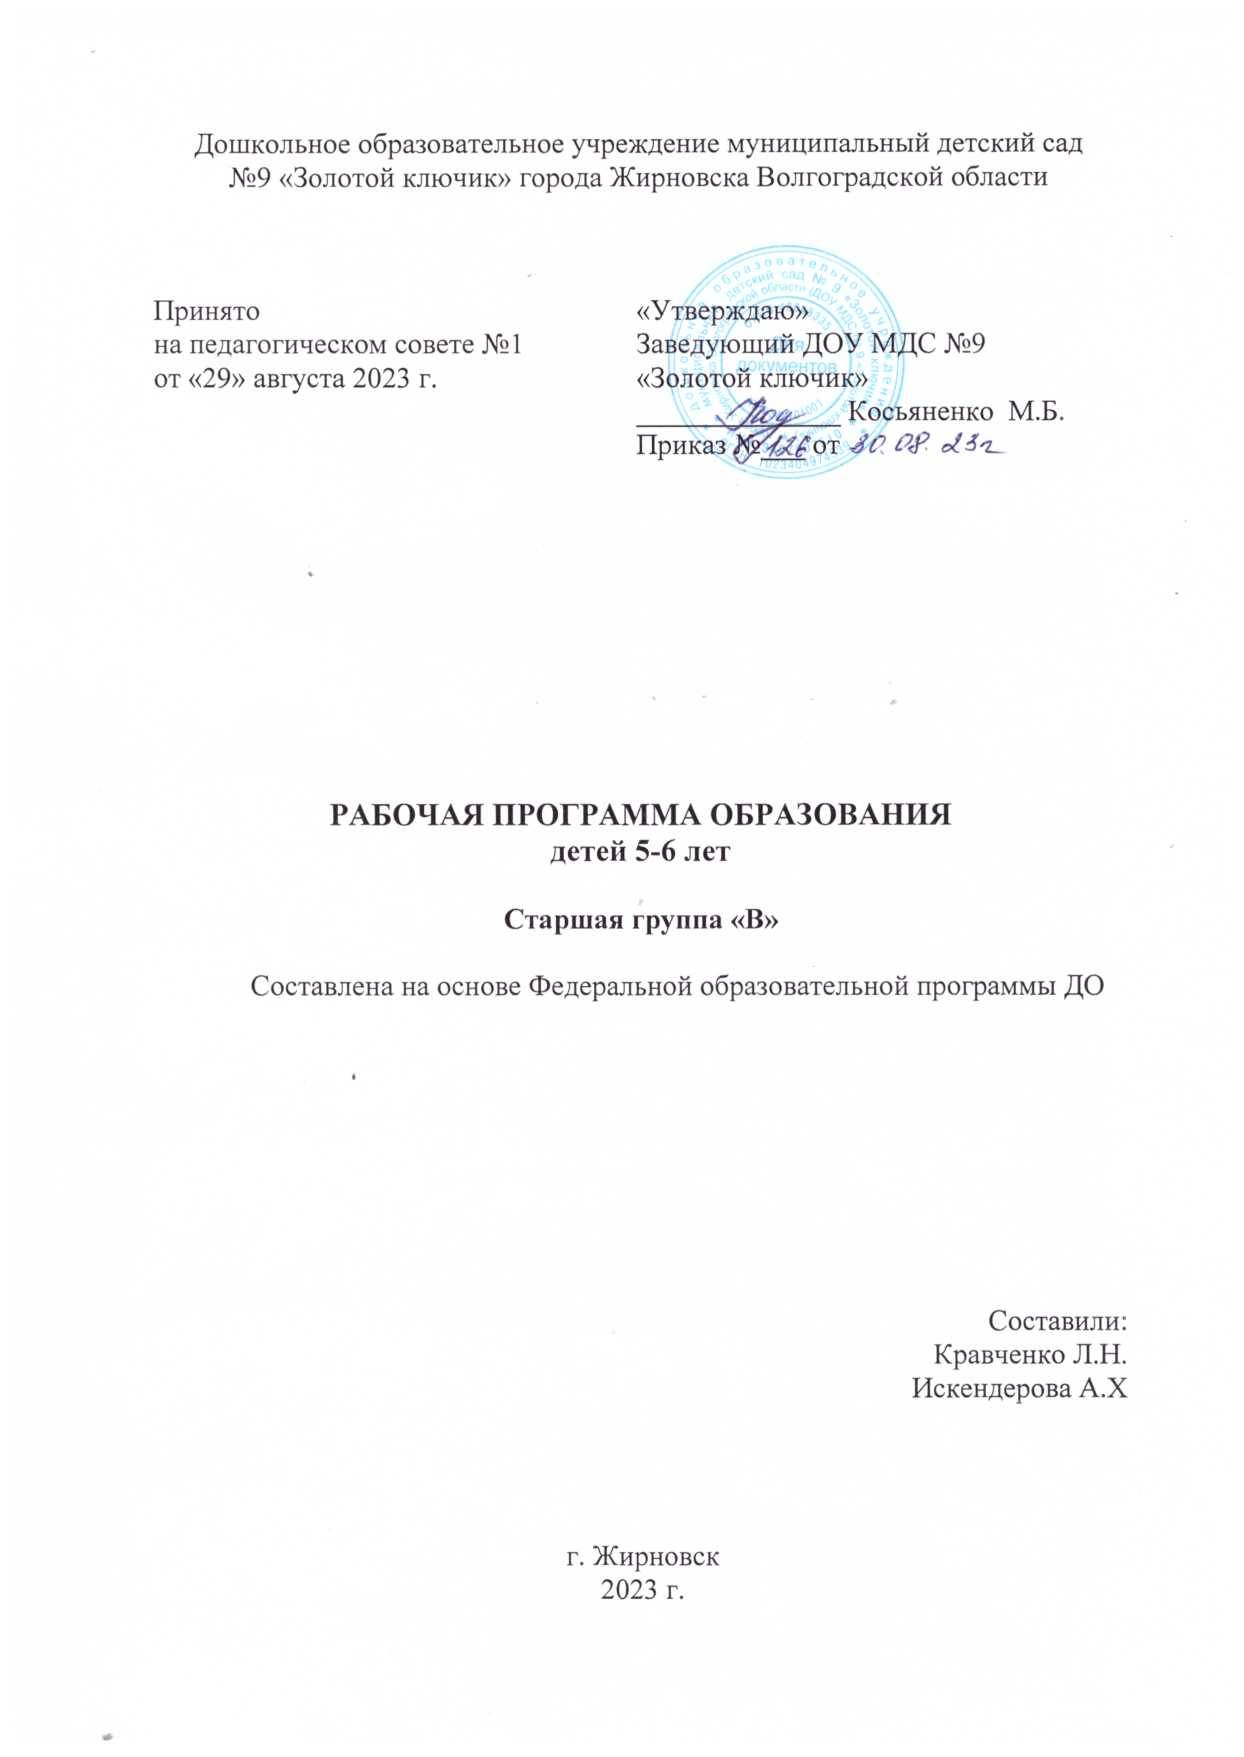 Дошкольное образовательное учреждение муниципальный детский сад
№9 «Золотой ключик» города Жирновска Волгоградской области
Принято
на педагогическом совете №1
от «29» августа 2023 г.
«Утверждаю»
Заведующий ДОУ МДС №9
«Золотой ключик»
______________ Косьяненко М.Б.
Приказ № 126 от 30.08.23г
Для
документов
РАБОЧАЯ ПРОГРАММА ОБРАЗОВАНИЯ
детей 5-6 лет
Старшая группа «В»
Составлена на основе Федеральной образовательной программы ДО
Составили:
Кравченко Л.Н.
Искендерова А.Х
г. Жирновск
2023 г.